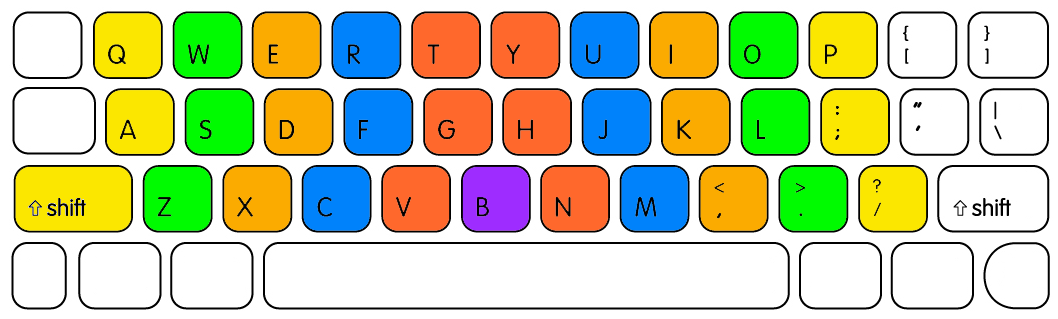 Q W E R T Y U I O P { [ } ]
A S D F G H J K L : ; " ' | \
⇧ shift Z X C V B N M < , > . ? / ⇧ shift